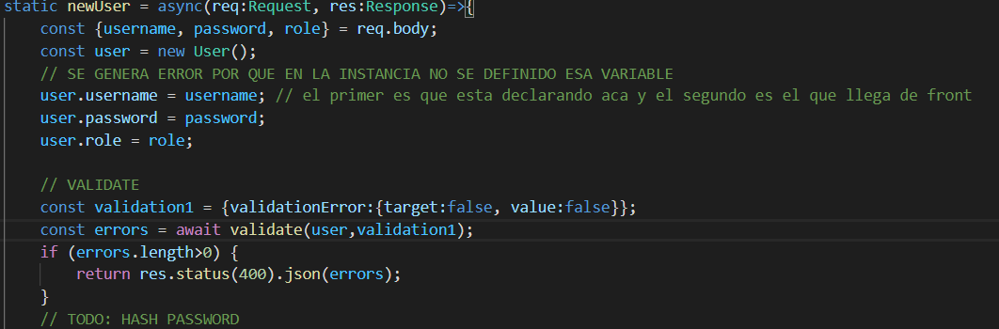 static newUser = async(req:Request, res:Response)=>{
const {username, password, role} = req.body;
const user = new User();
// SE GENERA ERROR POR QUE EN LA INSTANCIA NO SE DEFINIDO ESA VARIABLE
user.username = username; // el primer es que esta declarando aca y el segundo es el que llega de front
user.password = password;
user.role = role;
// VALIDATE
const validation1 = {validationError:{target:false, value:false}};
const errors = await validate(user,validation1);
if (errors.length>0) {
return res.status(400).json(errors);
}
// TODO: HASH PASSWORD